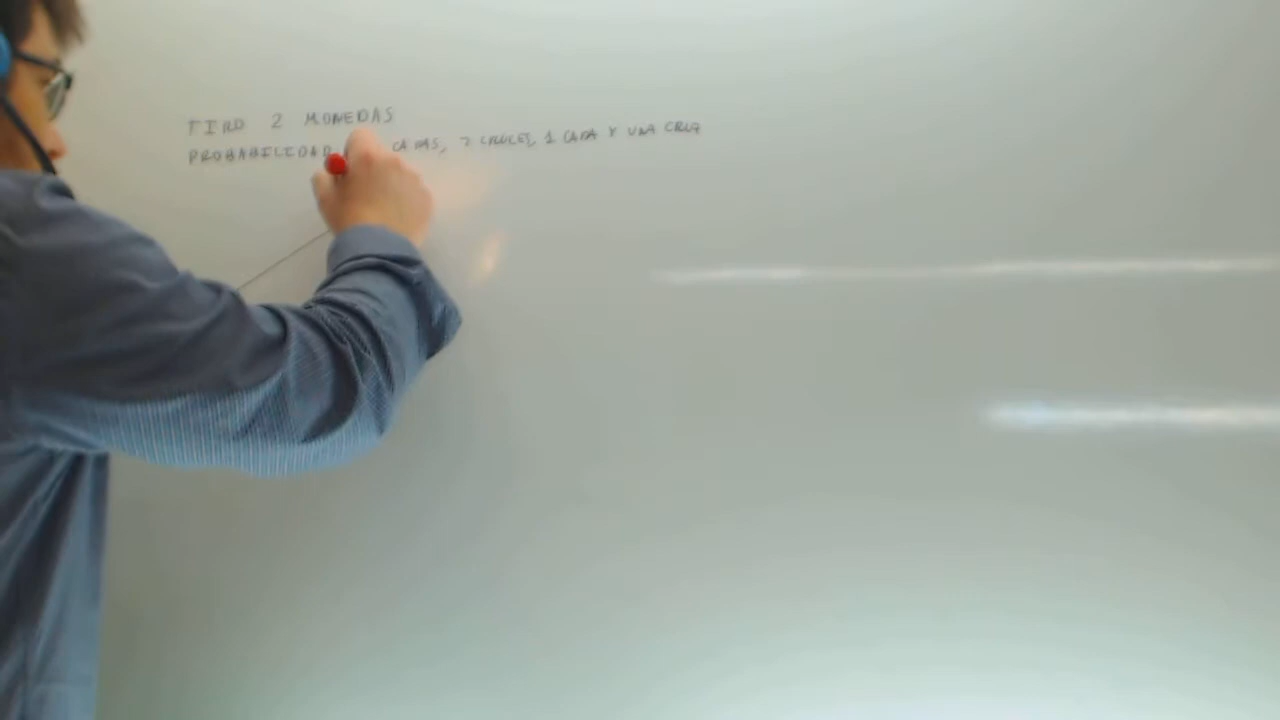 TIRO 2 MONEDAS
PROBABILIDAD CARAS, 2 CRUCES, 1 CARA Y UNA CRUZ